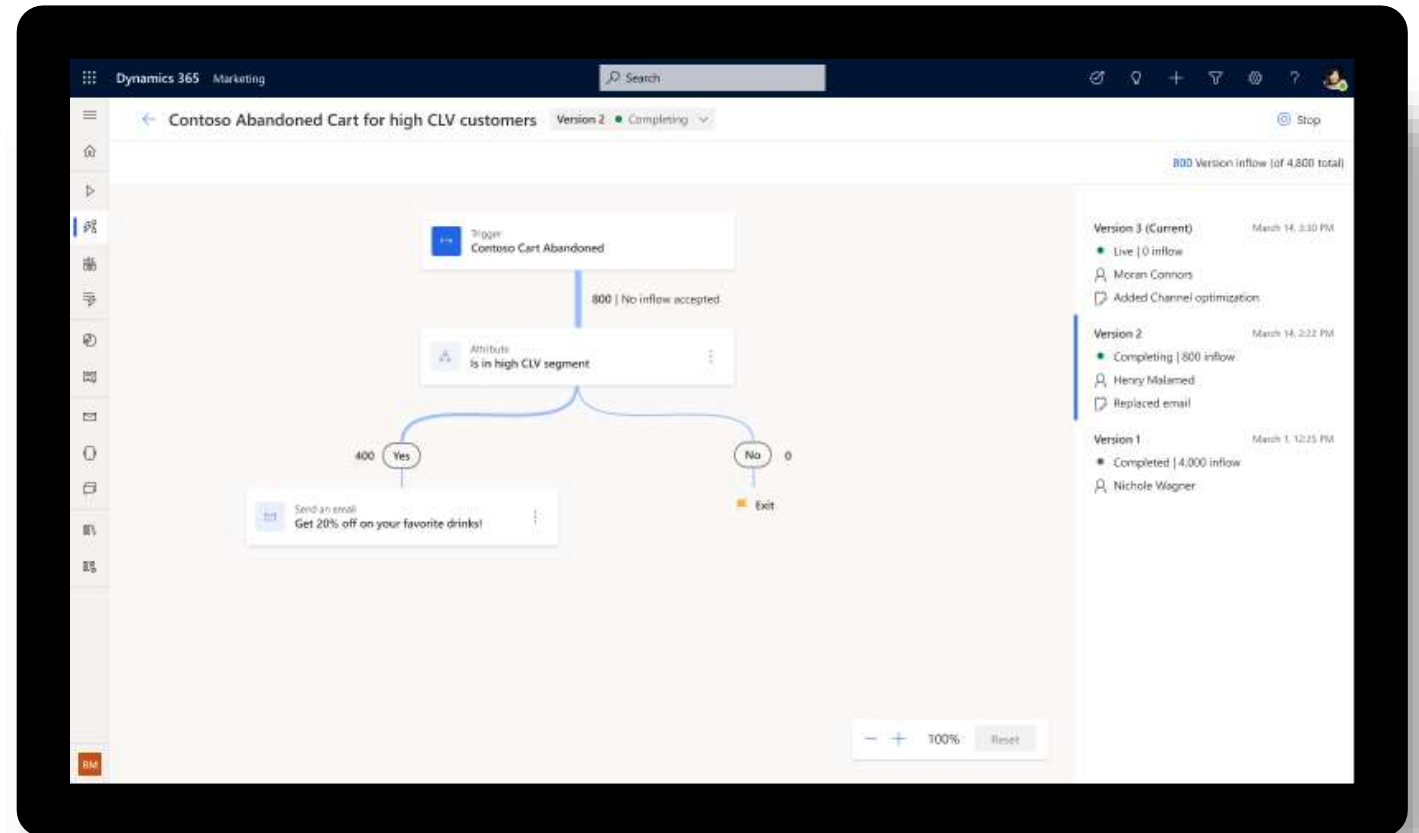 Dynamics 365 Marketing
Search
Contoso Abandoned Cart for high CLV customers Version 2 Completing
Stop
800 Version inflow (of 4,800 total)
Trigger
Contoso Cart Abandoned
800 | No inflow accepted
Attribute
Is in high CLV segment
400 Yes
No 0
Send an email
Get 20% off on your favorite drinks!
Exit
Version 3 (Current) March 14, 3:30 PM
Live | 0 inflow
Moran Connors
Added Channel optimization
Version 2 March 14, 2:22 PM
Completing | 800 inflow
Henry Malamed
Replaced email
Version 1 March 1, 12:25 PM
Completed | 4,000 inflow
Nichole Wagner
100% Reset
RM